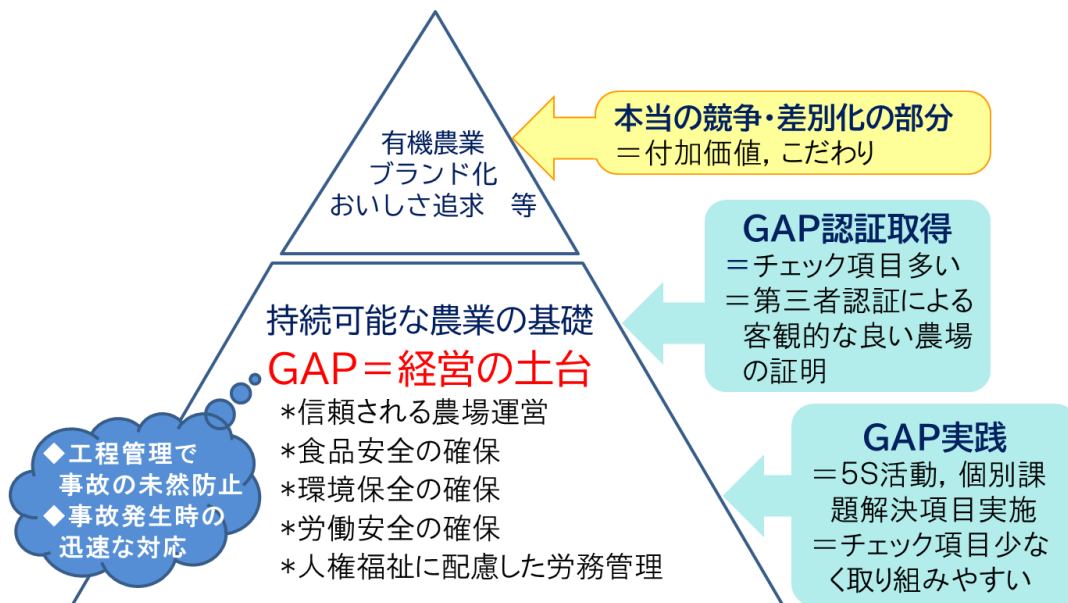 有機農業
ブランド化
おいしさ追求　等
本当の競争・差別化の部分
＝付加価値，こだわり
GAP認証取得
＝チェック項目多い
＝第三者認証による
客観的な良い農場
の証明
持続可能な農業の基礎
GAP＝経営の土台
*信頼される農場運営
*食品安全の確保
*環境保全の確保
*労働安全の確保
*人権福祉に配慮した労務管理
◆工程管理で
事故の未然防止
◆事故発生時の
迅速な対応
GAP実践
＝5S活動，個別課
題解決項目実施
＝チェック項目少な
く取り組みやすい